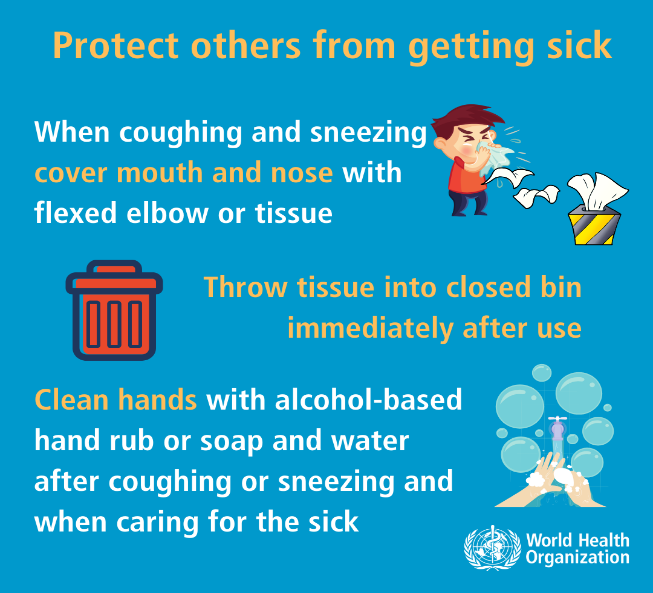 Protect others from getting sick
When coughing and sneezing
cover mouth and nose with
flexed elbow or tissue
Throw tissue into closed bin
immediately after use
Clean hands with alcohol-based
hand rub or soap and water
after coughing or sneezing and
when caring for the sick
World Health
Organization